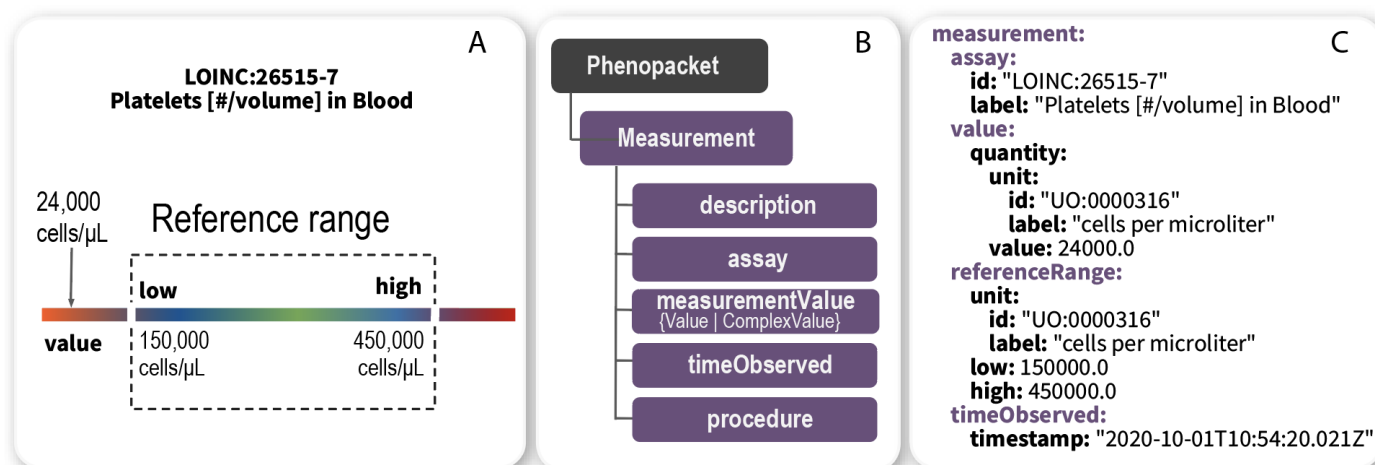 A
LOINC:26515-7
Platelets [#/volume] in Blood
24,000
cells/µL
Reference range
low
high
value
150,000
cells/µL
450,000
cells/µL
B
Phenopacket
Measurement
description
assay
measurementValue
{Value | ComplexValue}
timeObserved
procedure
C
measurement:
assay:
id: "LOINC:26515-7"
label: "Platelets [#/volume] in Blood"
value:
quantity:
unit:
id: "UO:0000316"
label: "cells per microliter"
value: 24000.0
referenceRange:
unit:
id: "UO:0000316"
label: "cells per microliter"
low: 150000.0
high: 450000.0
timeObserved:
timestamp: "2020-10-01T10:54:20.021Z"